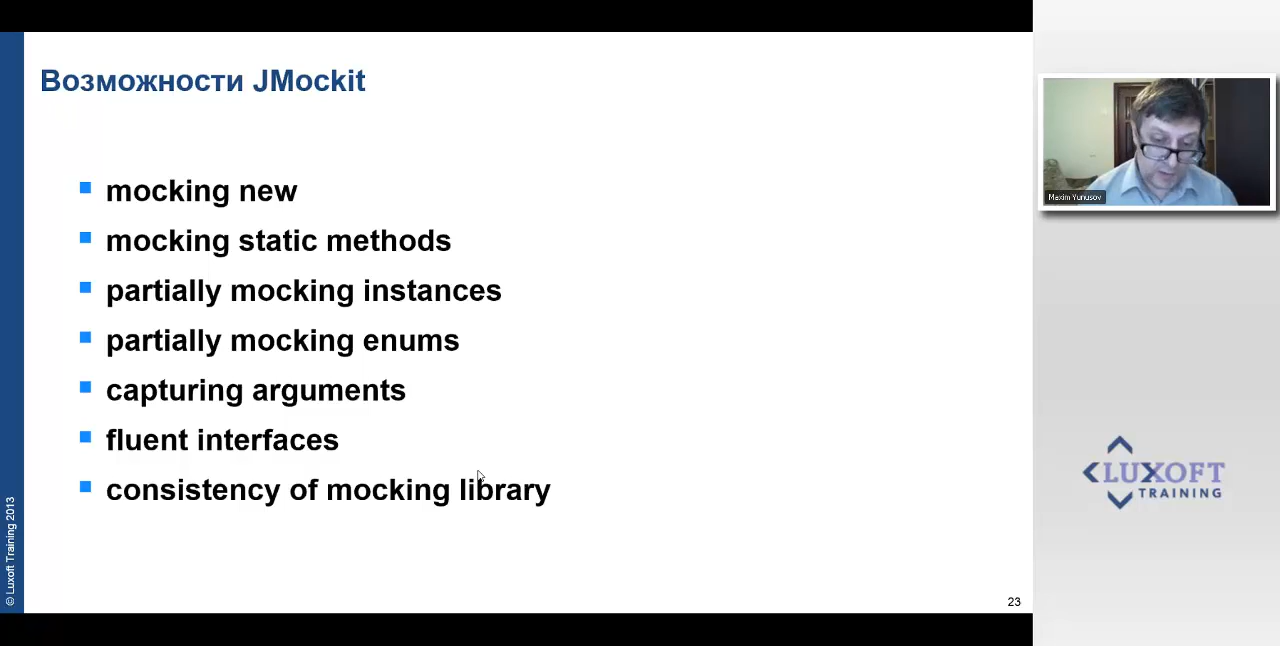 Возможности JMockit
mocking new
mocking static methods
partially mocking instances
partially mocking enums
capturing arguments
fluent interfaces
consistency of mocking library
© Luxoft Training 2013
23
Maxim Yunusov
LUXOFT
TRAINING